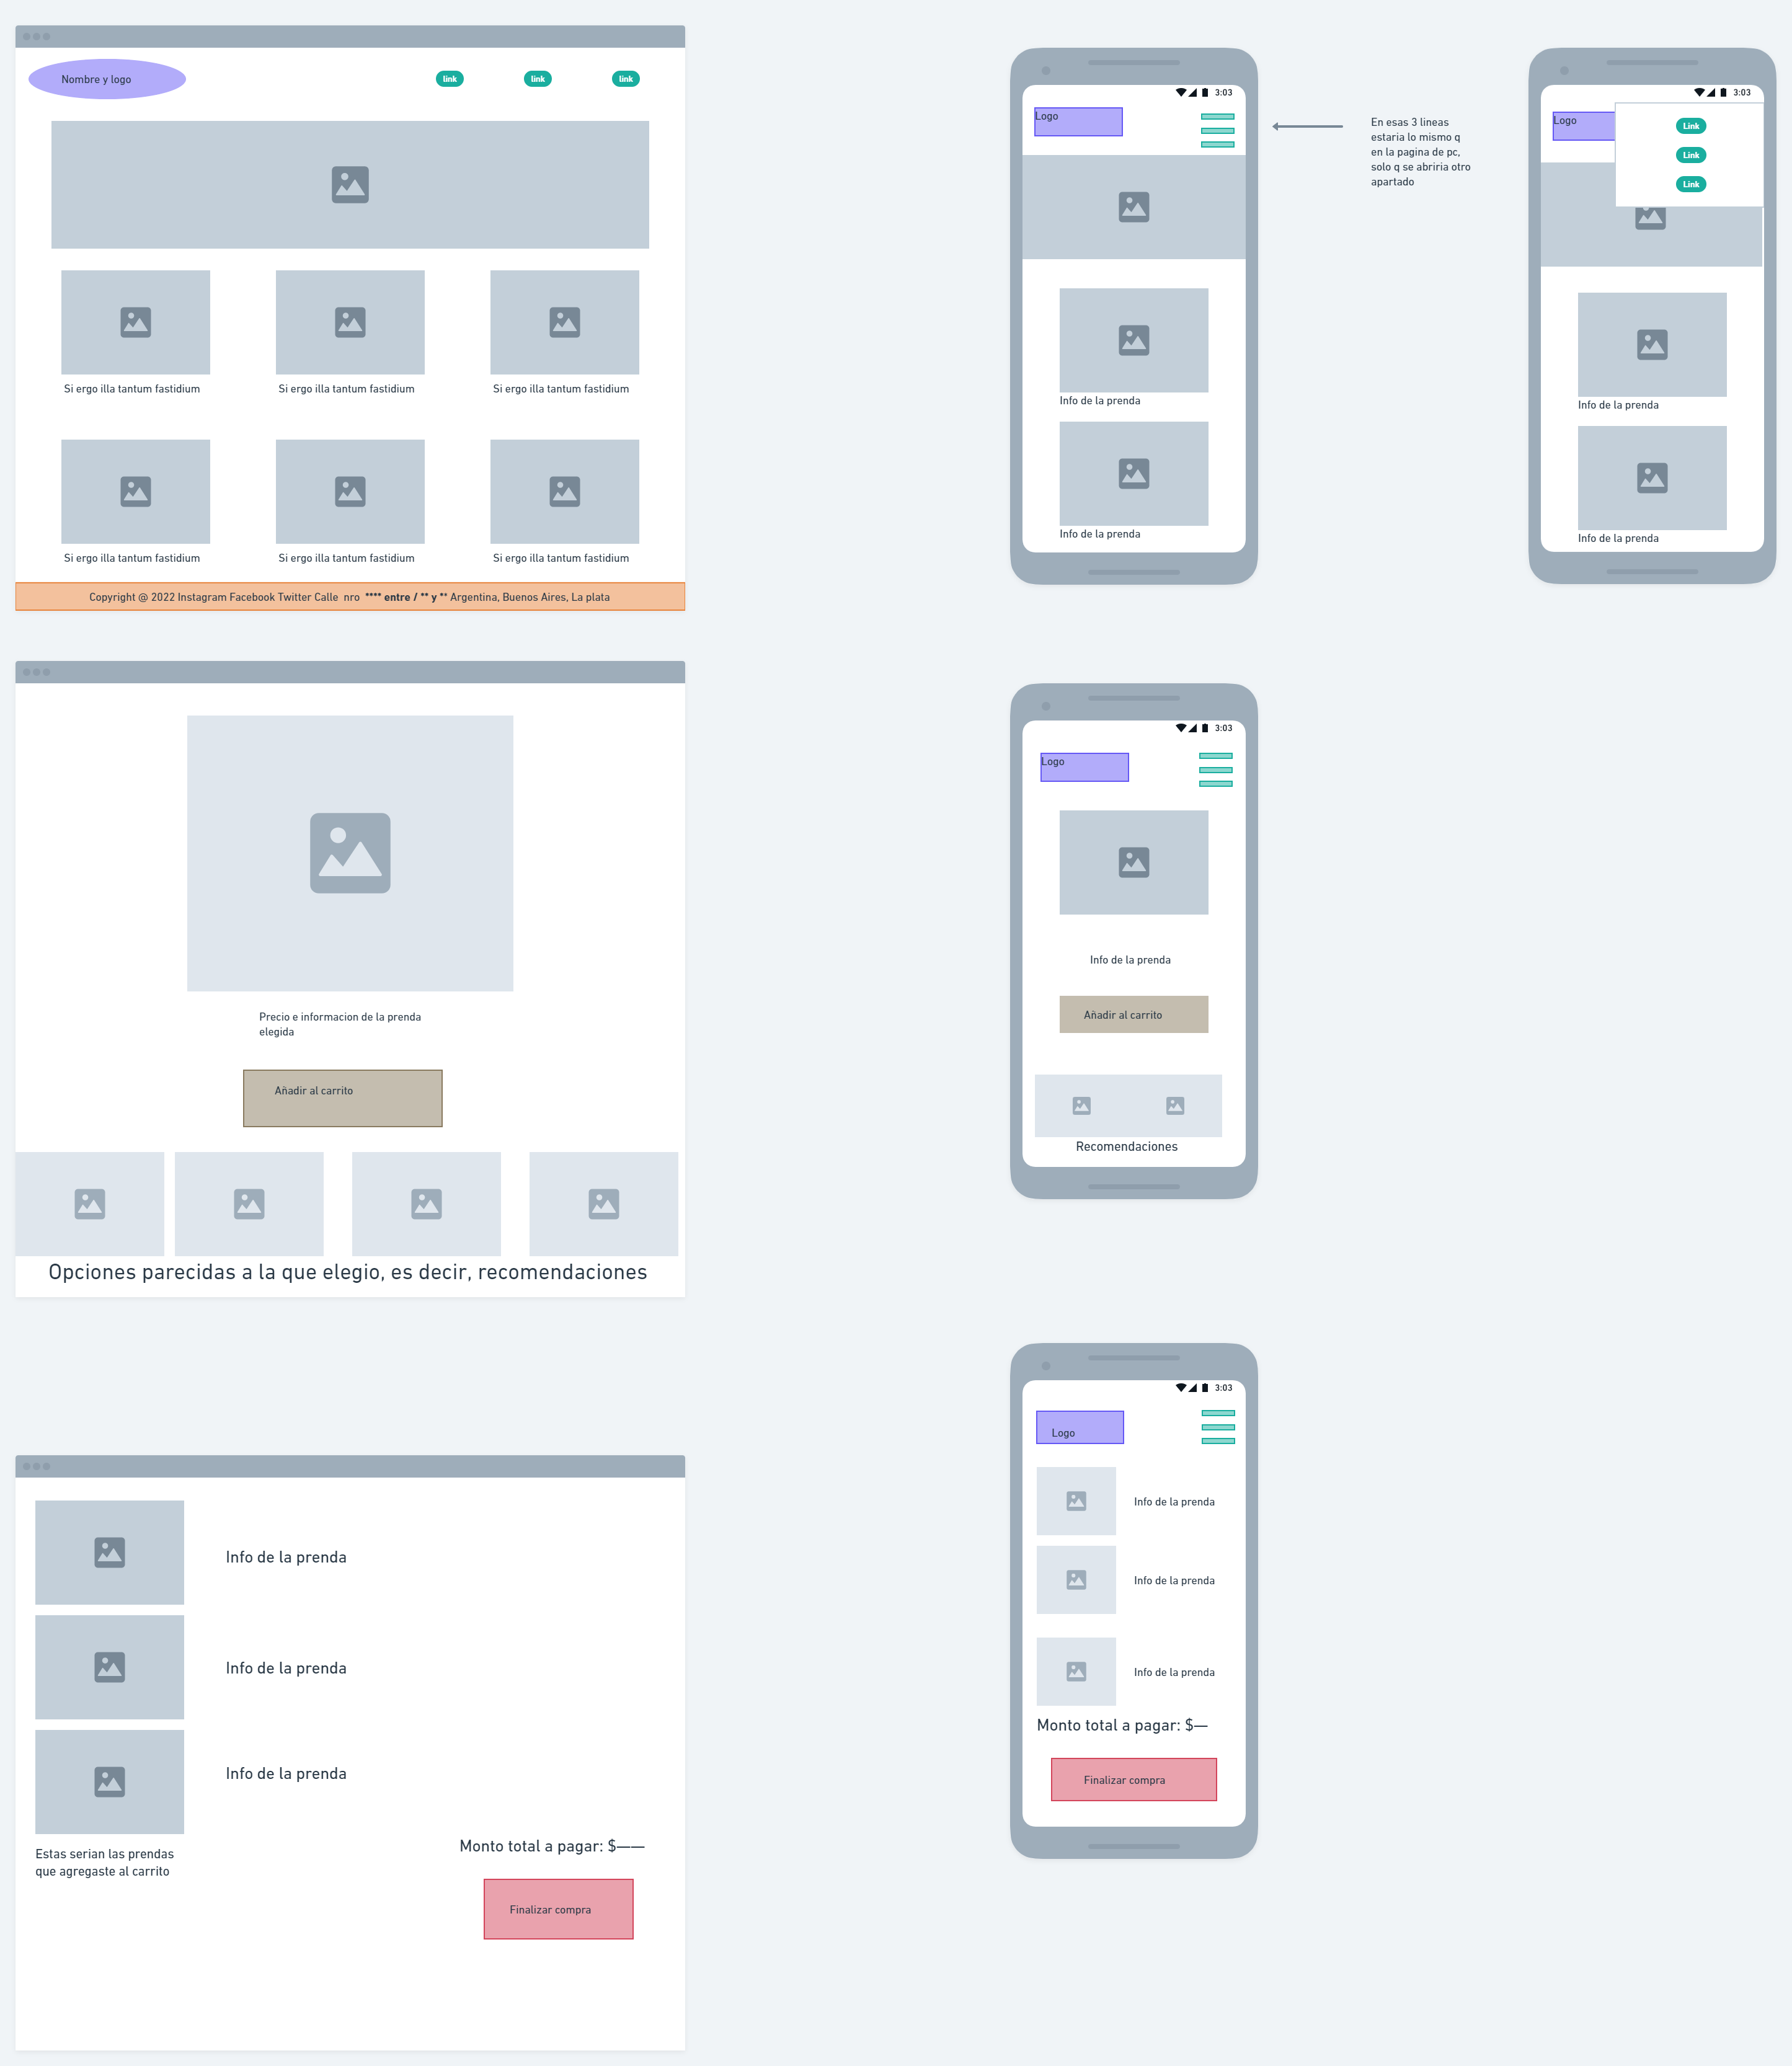 Nombre y logo
link
link
link
Si ergo illa tantum fastidium
Si ergo illa tantum fastidium
Si ergo illa tantum fastidium
Si ergo illa tantum fastidium
Si ergo illa tantum fastidium
Si ergo illa tantum fastidium
Copyright @ 2022 Instagram Facebook Twitter Calle nro **** entre / ** y ** Argentina, Buenos Aires, La plata
3:03
Logo
Info de la prenda
Info de la prenda
En esas 3 lineas
estaria lo mismo q
en la pagina de pc,
solo q se abriria otro
apartado
3:03
Logo
Link
Link
Link
Info de la prenda
Info de la prenda
Precio e informacion de la prenda
elegida
Añadir al carrito
Opciones parecidas a la que elegio, es decir, recomendaciones
3:03
Logo
Info de la prenda
Añadir al carrito
Recomendaciones
Info de la prenda
Info de la prenda
Info de la prenda
Estas serian las prendas
que agregaste al carrito
Monto total a pagar: $——
Finalizar compra
3:03
Logo
Info de la prenda
Info de la prenda
Info de la prenda
Monto total a pagar: $—
Finalizar compra